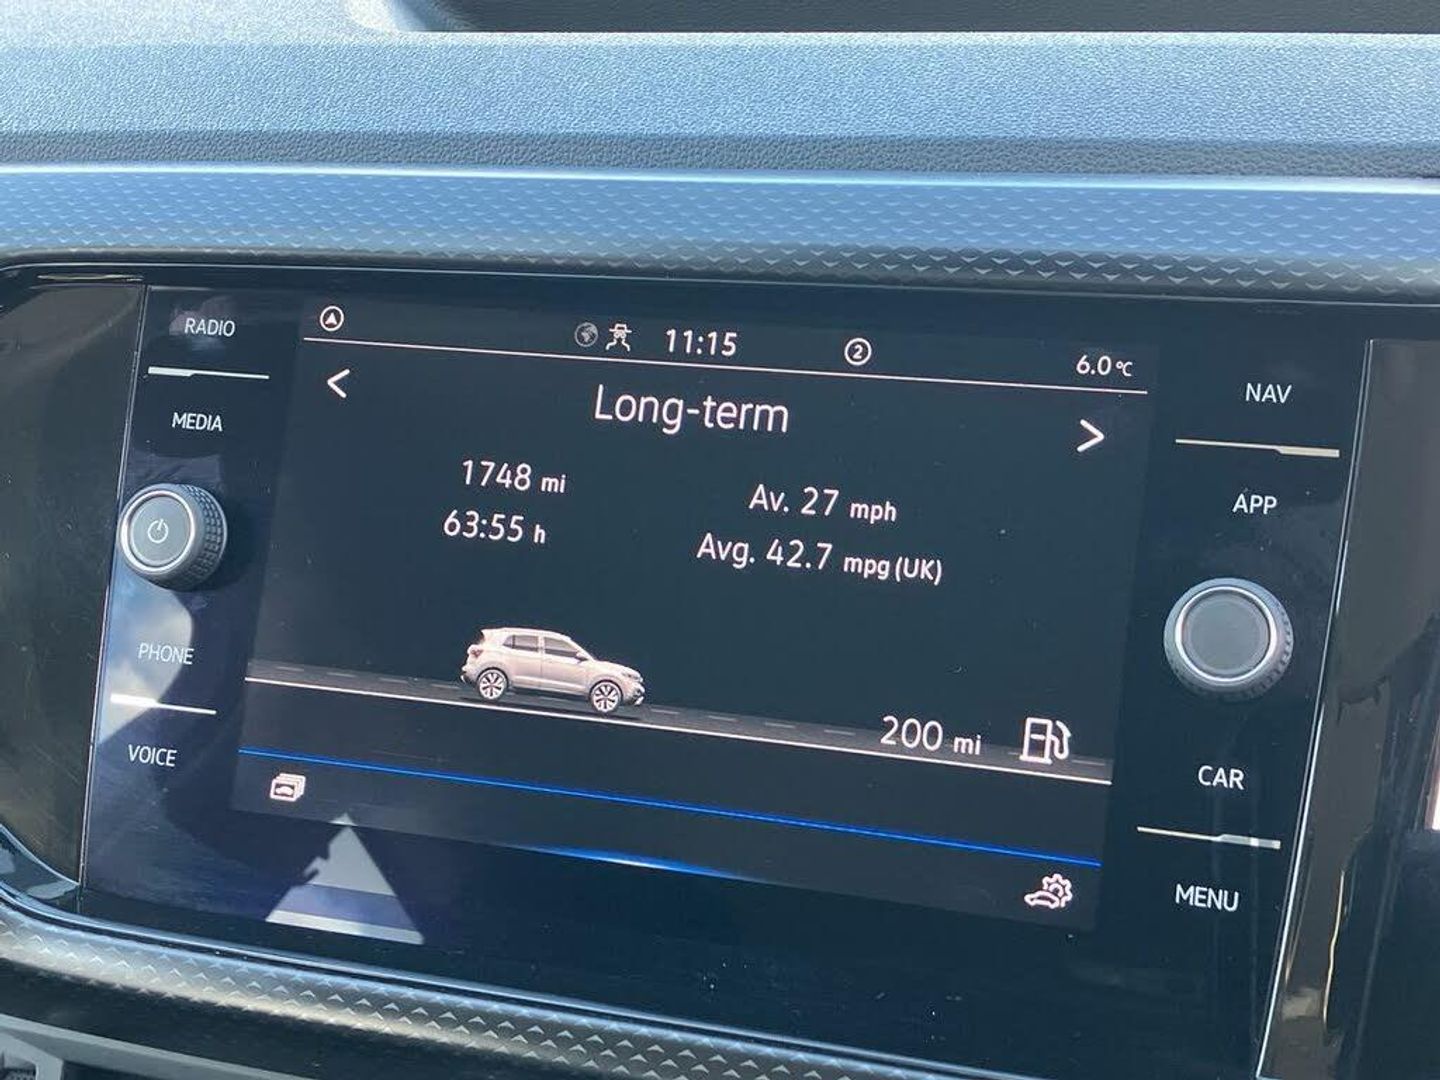 RADIO
MEDIA
PHONE
VOICE
11:15
2
6.0 °C
Long-term
1748 mi
63:55 h
Av. 27 mph
Avg. 42.7 mpg (UK)
200 mi
NAV
APP
CAR
MENU